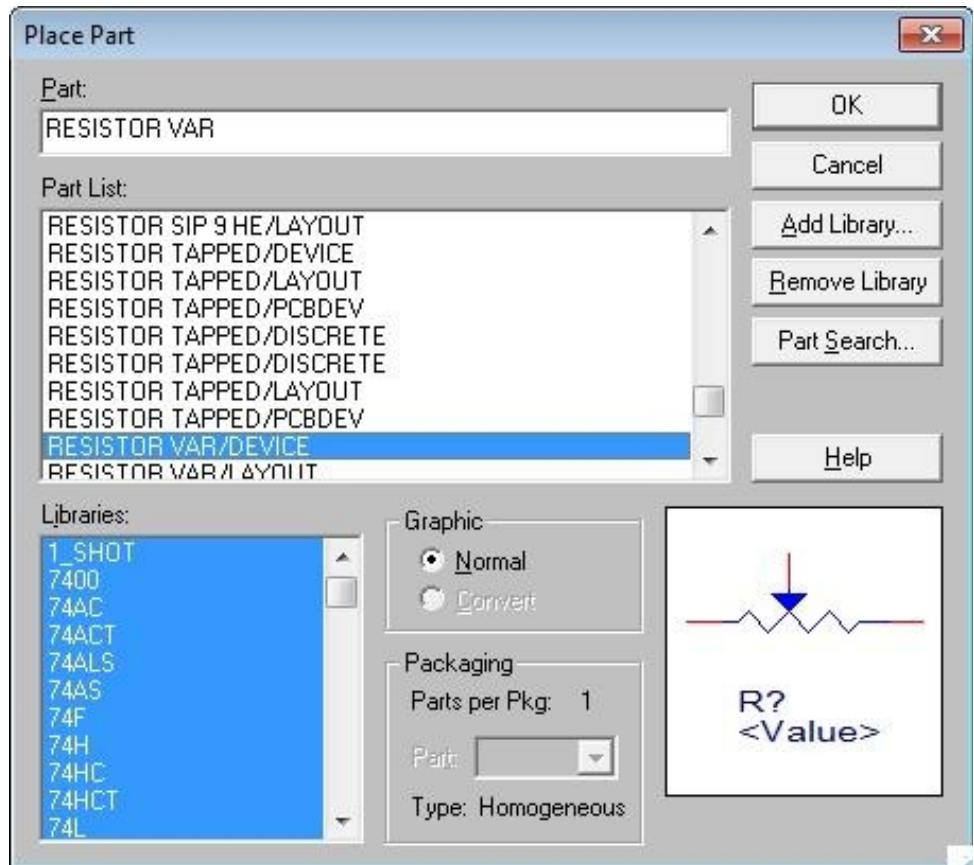 Place Part
Part:
RESISTOR VAR
OK
Cancel
Part List:
RESISTOR SIP 9 HE/LAYOUT
RESISTOR TAPPED/DEVICE
RESISTOR TAPPED/LAYOUT
RESISTOR TAPPED/PCBDEV
RESISTOR TAPPED/DISCRETE
RESISTOR TAPPED/DISCRETE
RESISTOR TAPPED/LAYOUT
RESISTOR TAPPED/PCBDEV
RESISTOR VAR/DEVICE
RESISTOR VAR/LAYOUT
Add Library...
Remove Library
Part Search...
Help
Libraries:
1_SHOT
7400
74AC
74ACT
74ALS
74AS
74F
74H
74HC
74HCT
74L
Graphic
Normal
Convert
Packaging
Parts per Pkg: 1
Part:
Type: Homogeneous
R?
<Value>